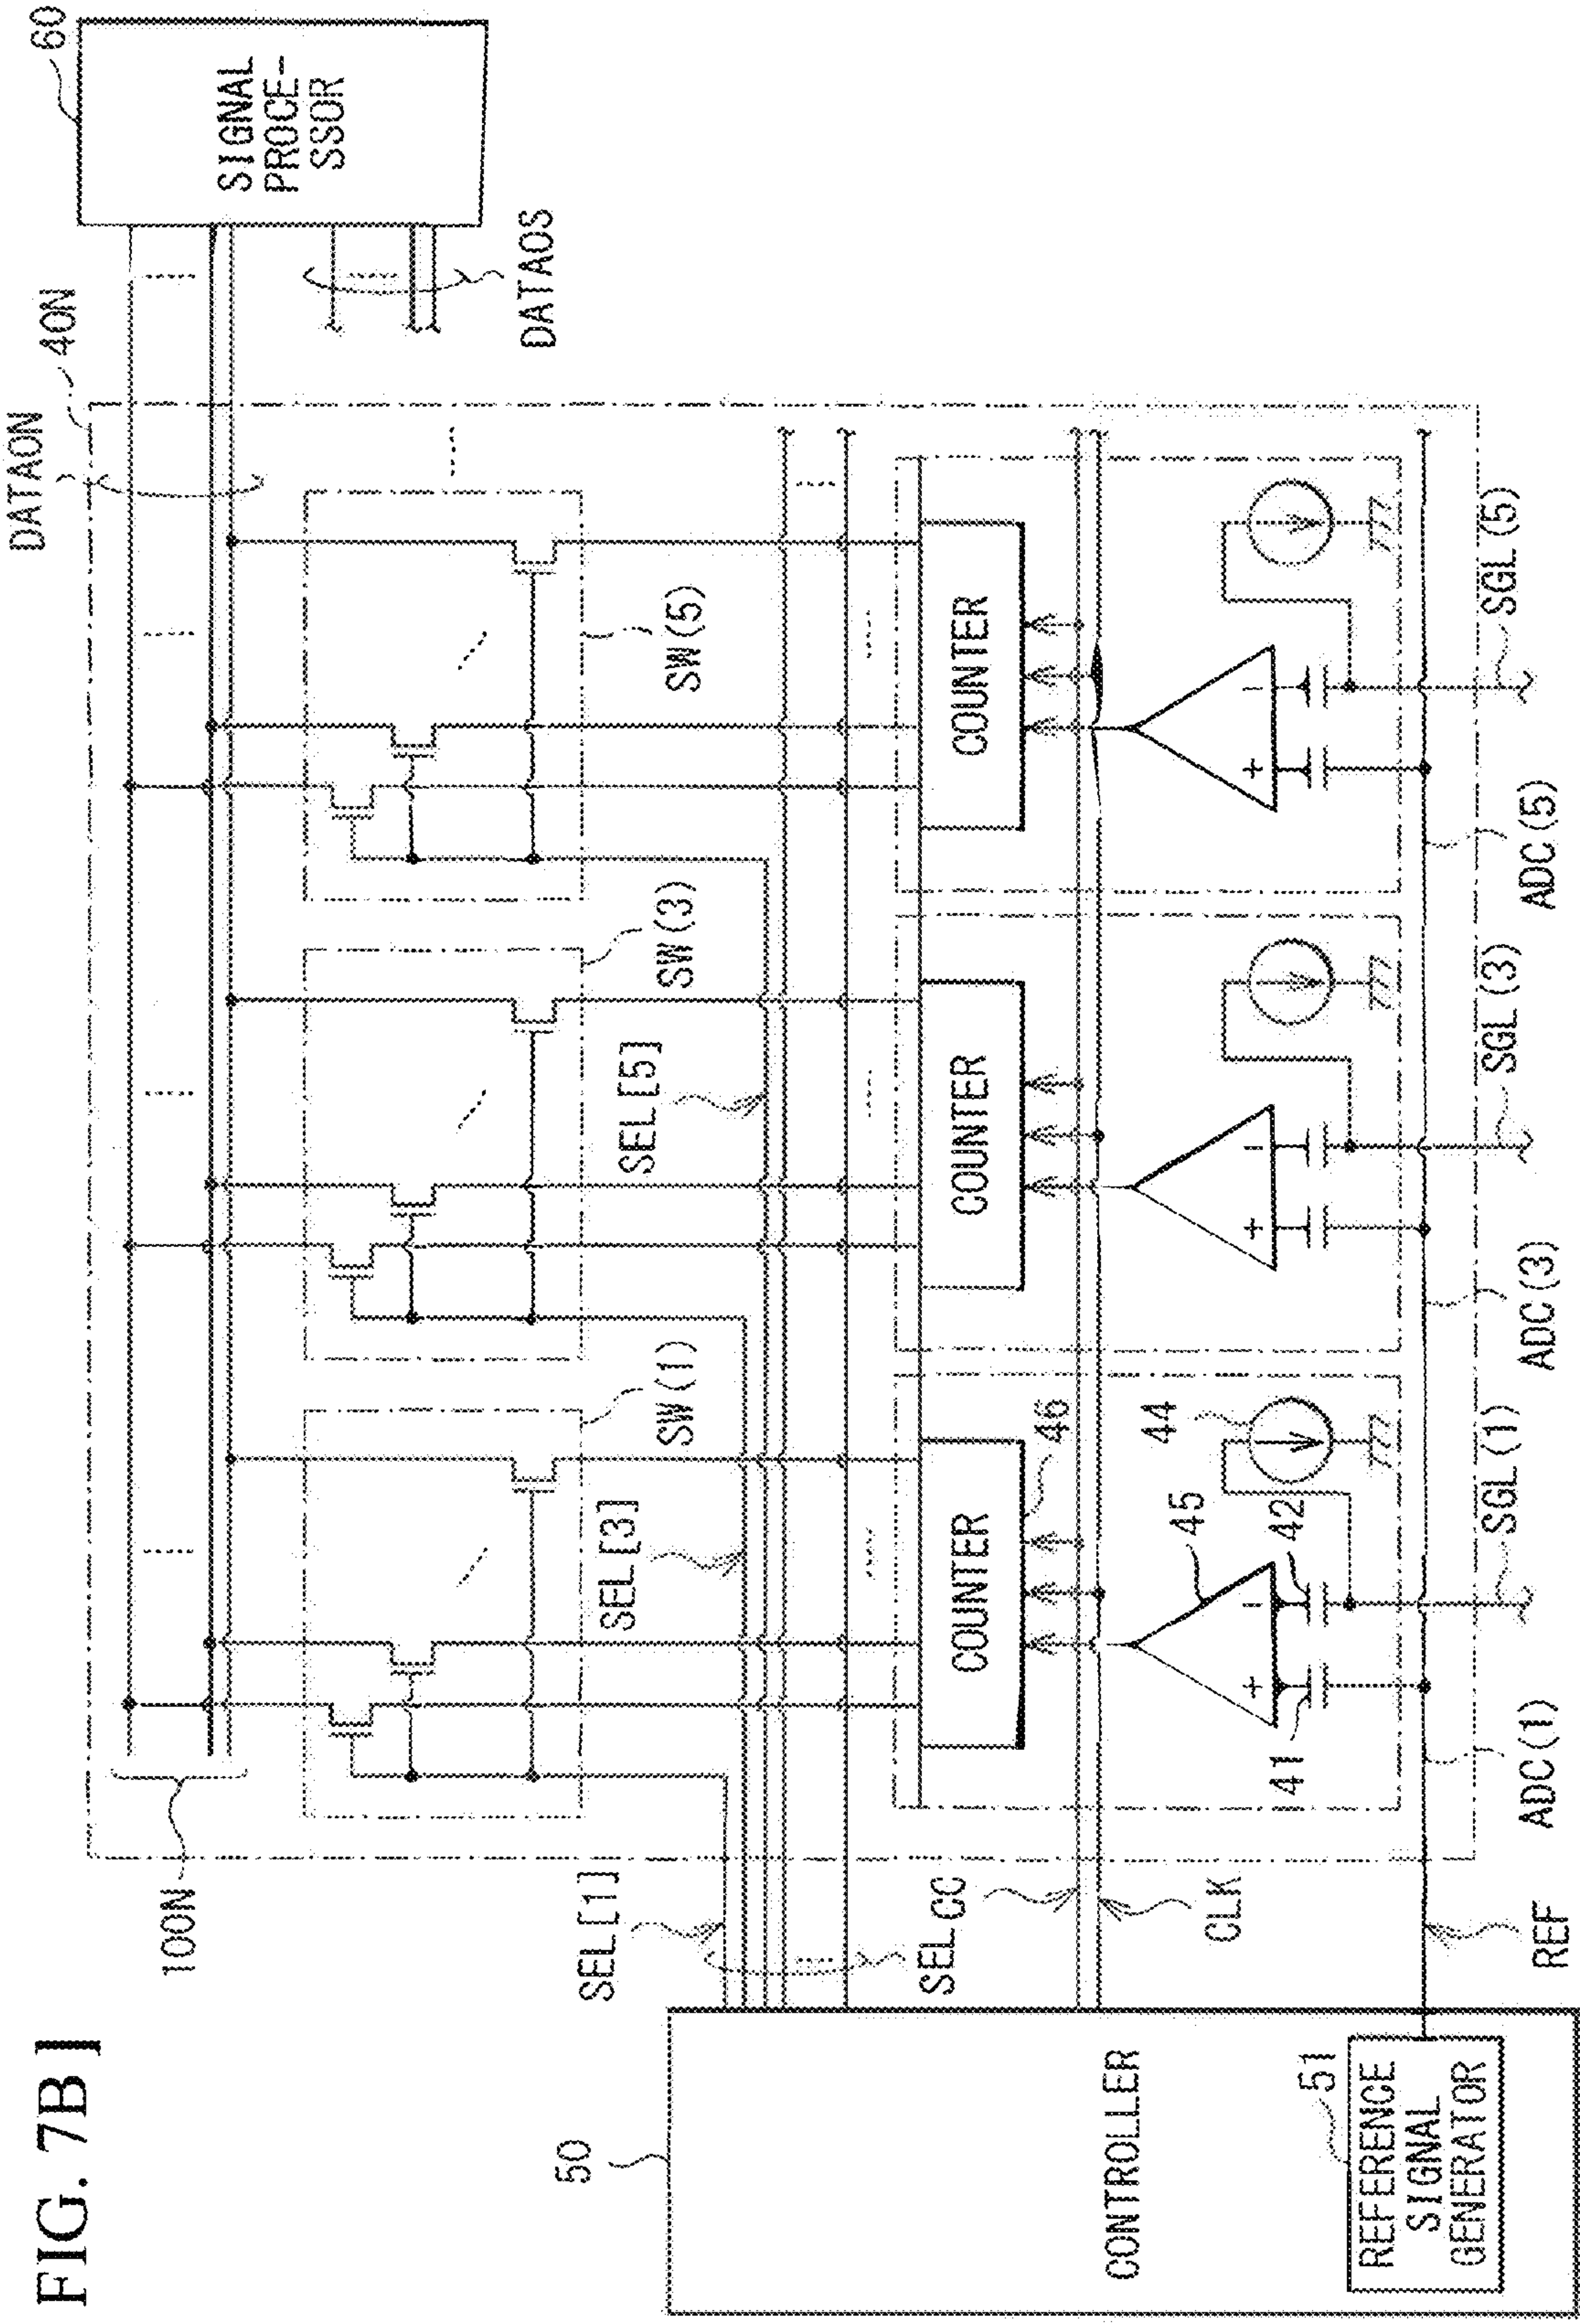 FIG. 7B ]
DATAON
40N
60
SIGNAL
PROCE-
SSOR
DATAOS
100N
SW(1)
SW(3)
SW(5)
SEL[1]
SEL[3]
SEL[5]
SEL
CC
CLK
REF
50
CONTROLLER
51
REFERENCE
SIGNAL
GENERATOR
COUNTER
COUNTER
COUNTER
46
45
44
42
41
+
−
+
−
+
−
SGL(1)
SGL(3)
SGL(5)
ADC(1)
ADC(3)
ADC(5)